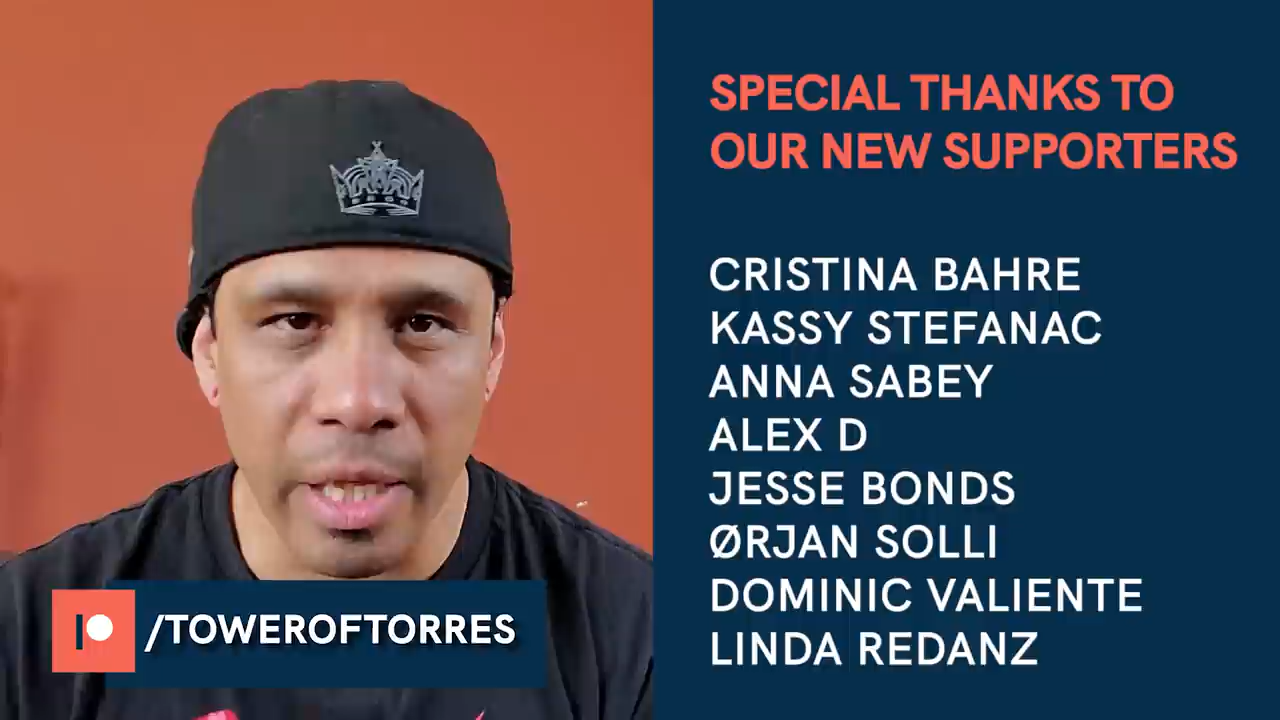 SPECIAL THANKS TO
OUR NEW SUPPORTERS
CRISTINA BAHRE
KASSY STEFANAC
ANNA SABEY
ALEX D
JESSE BONDS
ØRJAN SOLLI
DOMINIC VALIENTE
LINDA REDANZ
/TOWEROFTORRES